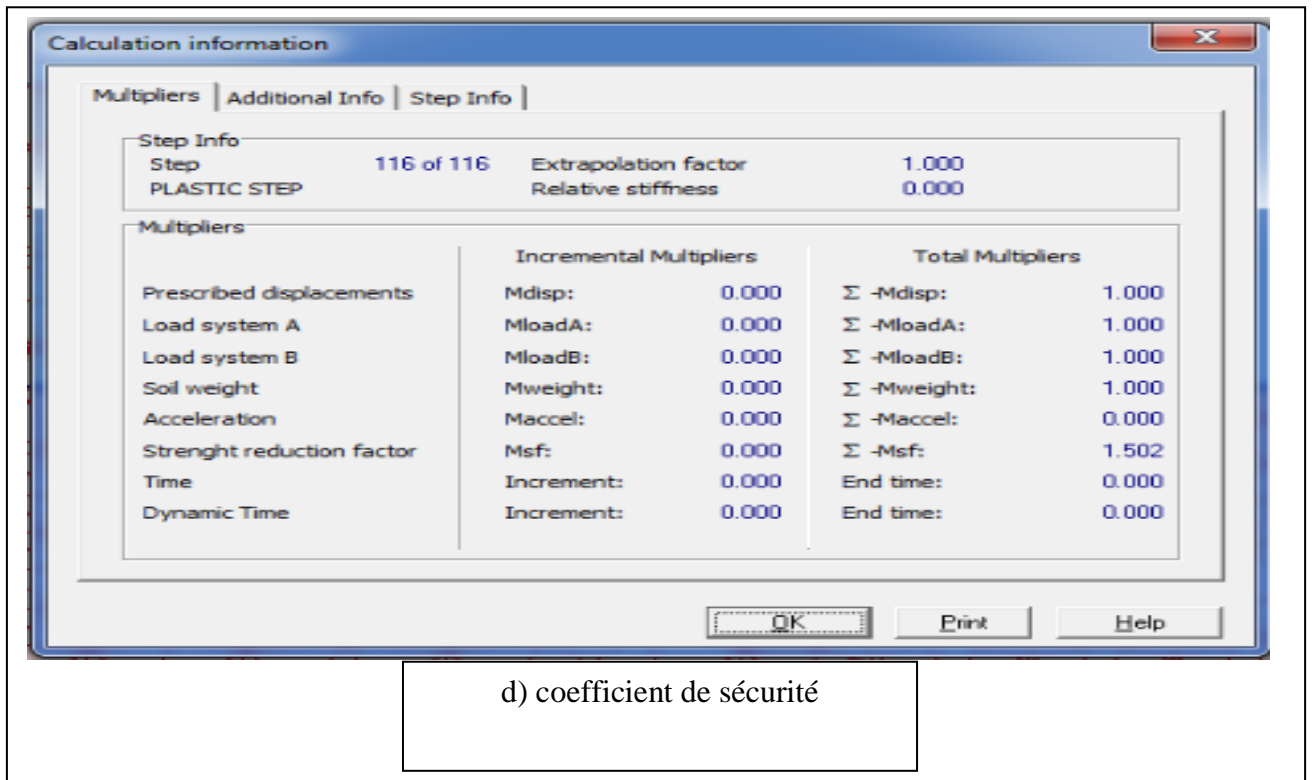 Calculation information
Multipliers Additional Info Step Info
Step Info
Step 116 of 116 Extrapolation factor 1.000
PLASTIC STEP Relative stiffness 0.000
Multipliers
Incremental Multipliers Total Multipliers
Prescribed displacements Mdisp: 0.000 Σ -Mdisp: 1.000
Load system A MloadA: 0.000 Σ -MloadA: 1.000
Load system B MloadB: 0.000 Σ -MloadB: 1.000
Soil weight Mweight: 0.000 Σ -Mweight: 1.000
Acceleration Maccel: 0.000 Σ -Maccel: 0.000
Strenght reduction factor Msf: 0.000 Σ -Msf: 1.502
Time Increment: 0.000 End time: 0.000
Dynamic Time Increment: 0.000 End time: 0.000
OK Print Help
d) coefficient de sécurité